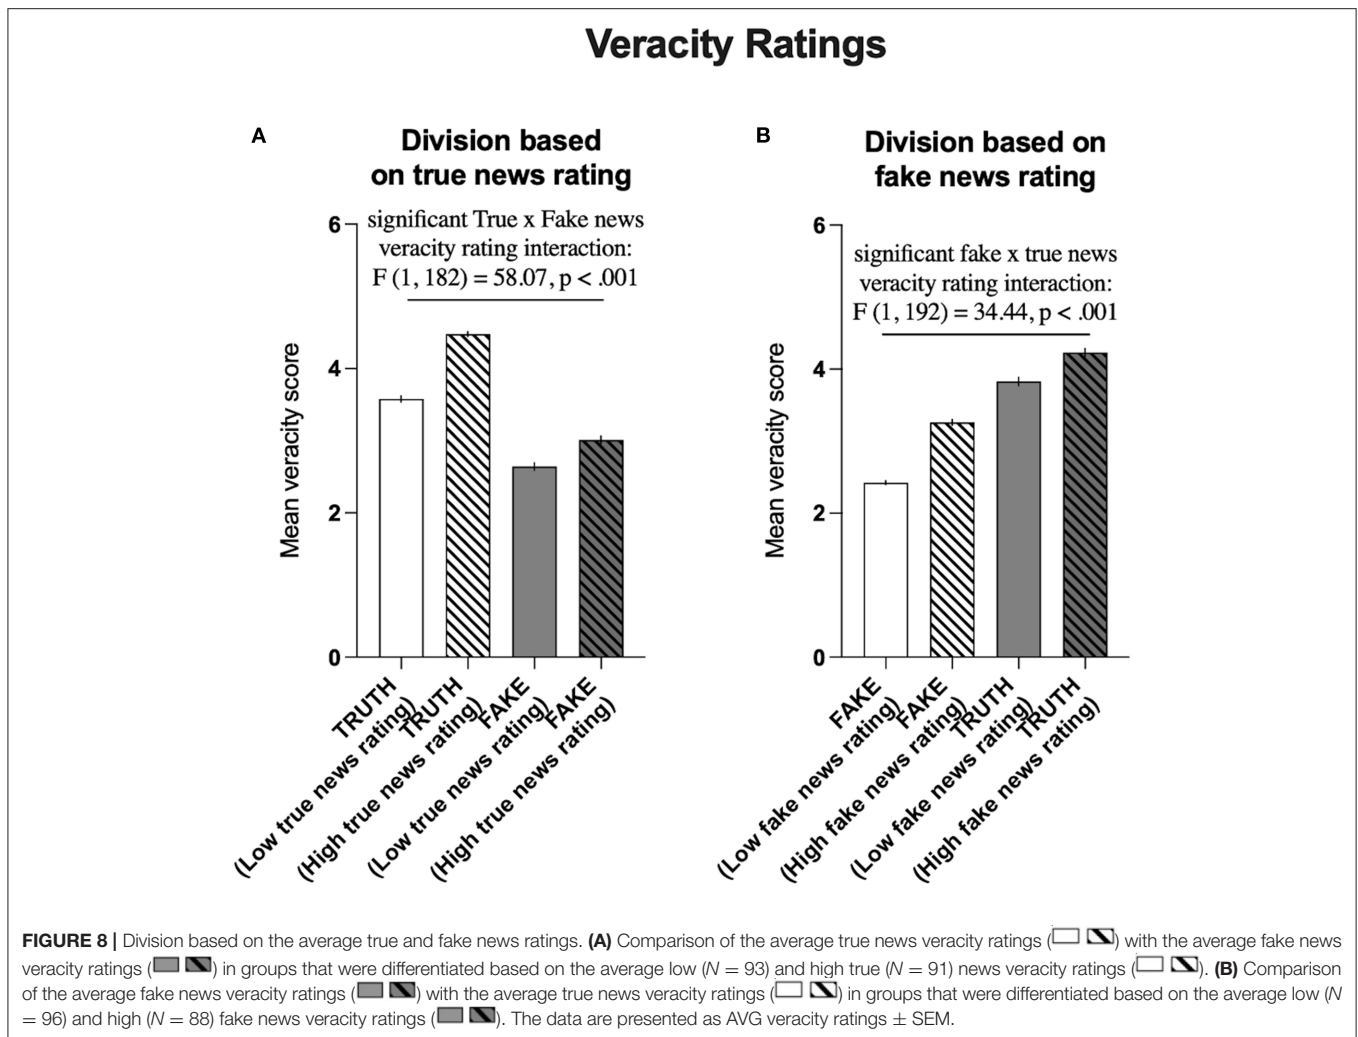 Veracity Ratings
A
Division based
on true news rating
significant True x Fake news
veracity rating interaction:
F (1, 182) = 58.07, p < .001
Mean veracity score
6
4
2
0
TRUTH
(Low true news rating)
TRUTH
(High true news rating)
FAKE
(Low true news rating)
FAKE
(High true news rating)
B
Division based on
fake news rating
significant fake x true news
veracity rating interaction:
F (1, 192) = 34.44, p < .001
Mean veracity score
6
4
2
0
FAKE
(Low fake news rating)
FAKE
(High fake news rating)
TRUTH
(Low fake news rating)
TRUTH
(High fake news rating)
FIGURE 8 | Division based on the average true and fake news ratings. (A) Comparison of the average true news veracity ratings ( ) with the average fake news
veracity ratings ( ) in groups that were differentiated based on the average low (N = 93) and high true (N = 91) news veracity ratings ( ). (B) Comparison
of the average fake news veracity ratings ( ) with the average true news veracity ratings ( ) in groups that were differentiated based on the average low (N
= 96) and high (N = 88) fake news veracity ratings ( ). The data are presented as AVG veracity ratings ± SEM.